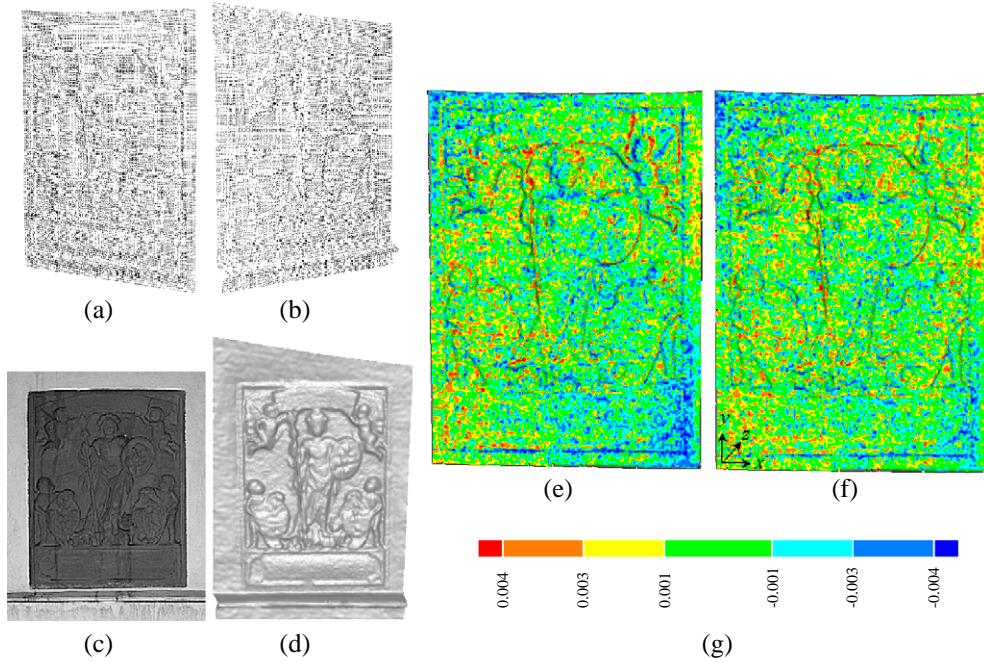 (a)
(b)
(c)
(d)
(e)
(f)
Y
Z
X
0.004
0.003
0.001
-0.001
-0.003
-0.004
(g)